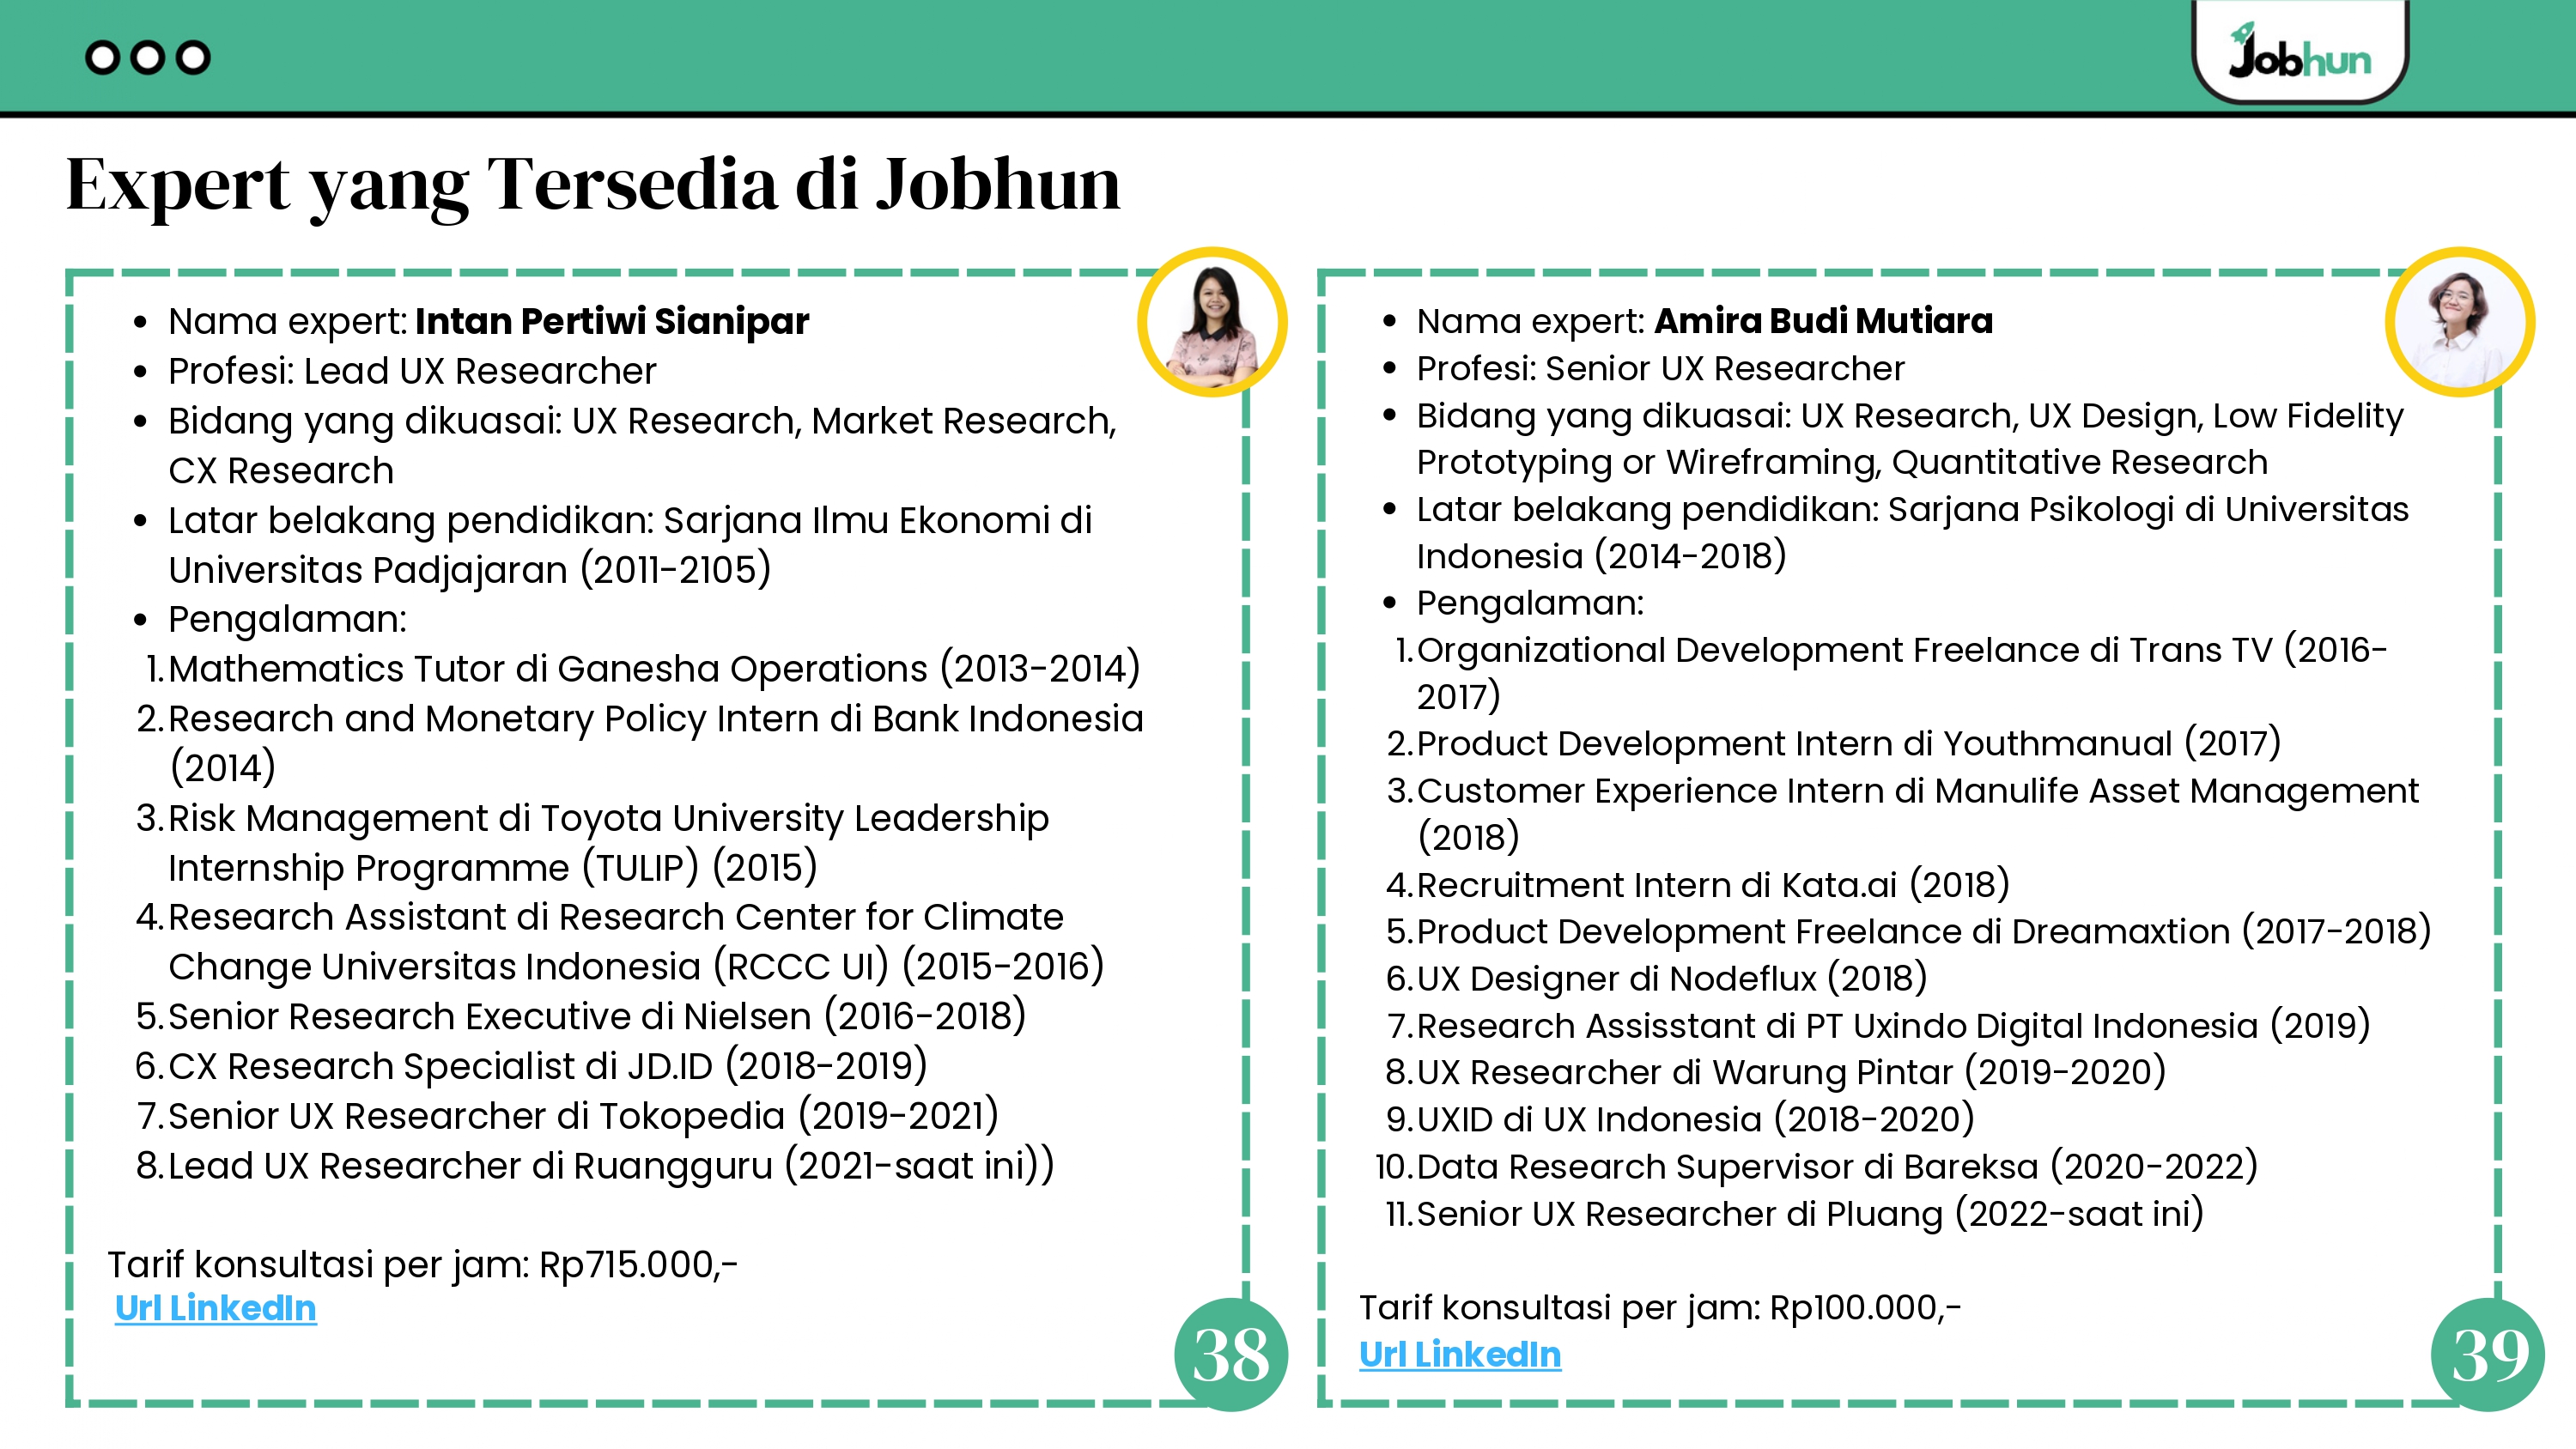 Jobhun
Expert yang Tersedia di Jobhun
• Nama expert: Intan Pertiwi Sianipar
• Profesi: Lead UX Researcher
• Bidang yang dikuasai: UX Research, Market Research,
CX Research
• Latar belakang pendidikan: Sarjana Ilmu Ekonomi di
Universitas Padjajaran (2011-2105)
• Pengalaman:
1. Mathematics Tutor di Ganesha Operations (2013-2014)
2. Research and Monetary Policy Intern di Bank Indonesia
(2014)
3. Risk Management di Toyota University Leadership
Internship Programme (TULIP) (2015)
4. Research Assistant di Research Center for Climate
Change Universitas Indonesia (RCCC UI) (2015-2016)
5. Senior Research Executive di Nielsen (2016-2018)
6. CX Research Specialist di JD.ID (2018-2019)
7. Senior UX Researcher di Tokopedia (2019-2021)
8. Lead UX Researcher di Ruangguru (2021-saat ini))
Tarif konsultasi per jam: Rp715.000,-
Url LinkedIn
38
• Nama expert: Amira Budi Mutiara
• Profesi: Senior UX Researcher
• Bidang yang dikuasai: UX Research, UX Design, Low Fidelity
Prototyping or Wireframing, Quantitative Research
• Latar belakang pendidikan: Sarjana Psikologi di Universitas
Indonesia (2014-2018)
• Pengalaman:
1. Organizational Development Freelance di Trans TV (2016-
2017)
2. Product Development Intern di Youthmanual (2017)
3. Customer Experience Intern di Manulife Asset Management
(2018)
4. Recruitment Intern di Kata.ai (2018)
5. Product Development Freelance di Dreamaxtion (2017-2018)
6. UX Designer di Nodeflux (2018)
7. Research Assisstant di PT Uxindo Digital Indonesia (2019)
8. UX Researcher di Warung Pintar (2019-2020)
9. UXID di UX Indonesia (2018-2020)
10. Data Research Supervisor di Bareksa (2020-2022)
11. Senior UX Researcher di Pluang (2022-saat ini)
Tarif konsultasi per jam: Rp100.000,-
Url LinkedIn
39